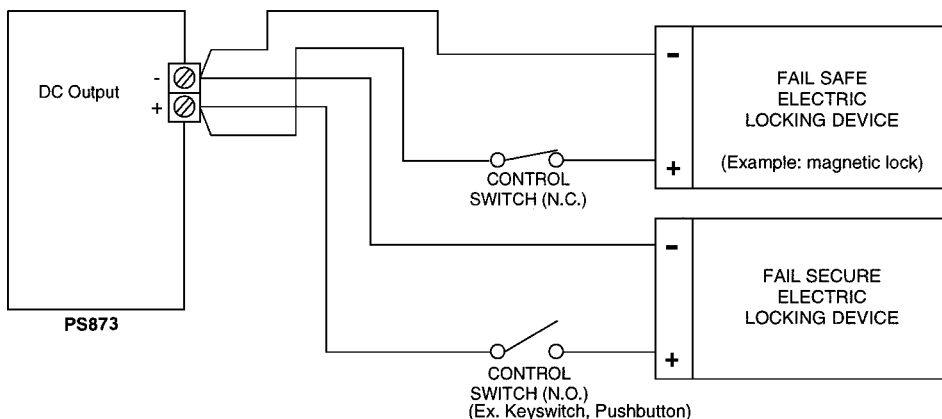 DC Output
-
+
PS873
-
FAIL SAFE
ELECTRIC
LOCKING DEVICE
(Example: magnetic lock)
+
CONTROL
SWITCH (N.C.)
-
FAIL SECURE
ELECTRIC
LOCKING DEVICE
+
CONTROL
SWITCH (N.O.)
(Ex. Keyswitch, Pushbutton)